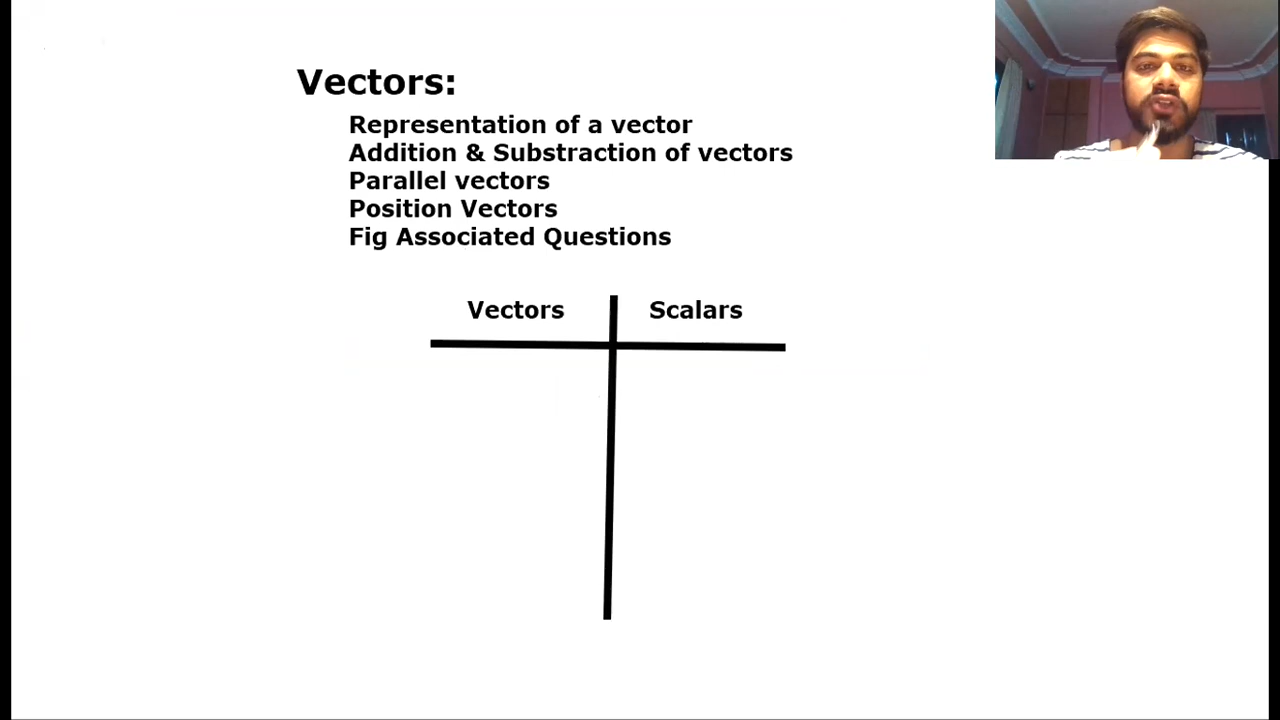 Vectors:
Representation of a vector
Addition & Substraction of vectors
Parallel vectors
Position Vectors
Fig Associated Questions
Vectors Scalars